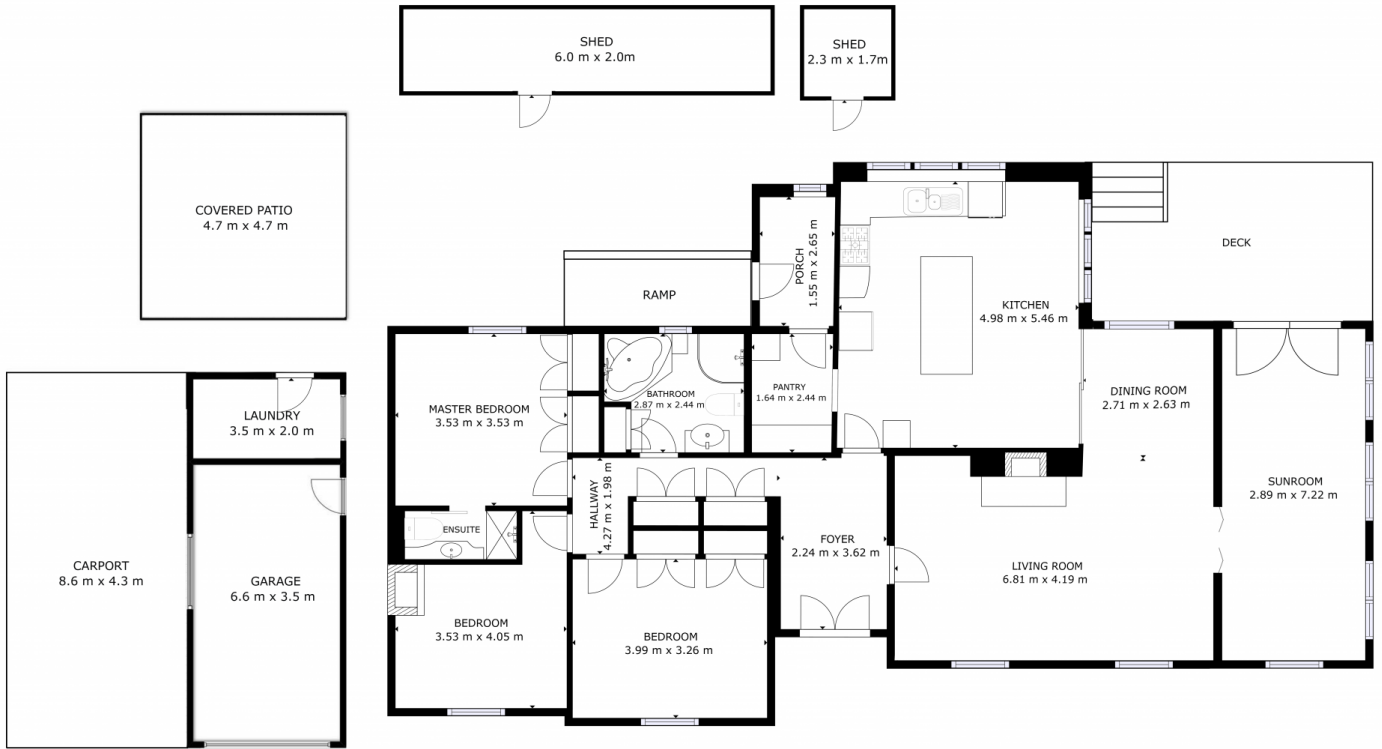 SHED
6.0 m x 2.0m
SHED
2.3 m x 1.7m
COVERED PATIO
4.7 m x 4.7 m
DECK
RAMP
PORCH
1.55 m x 2.65 m
KITCHEN
4.98 m x 5.46 m
MASTER BEDROOM
3.53 m x 3.53 m
BATHROOM
2.87 m x 2.44 m
PANTRY
1.64 m x 2.44 m
DINING ROOM
2.71 m x 2.63 m
LAUNDRY
3.5 m x 2.0 m
SUNROOM
2.89 m x 7.22 m
HALLWAY
4.27 m x 1.98 m
ENSUITE
FOYER
2.24 m x 3.62 m
CARPORT
8.6 m x 4.3 m
GARAGE
6.6 m x 3.5 m
LIVING ROOM
6.81 m x 4.19 m
BEDROOM
3.53 m x 4.05 m
BEDROOM
3.99 m x 3.26 m